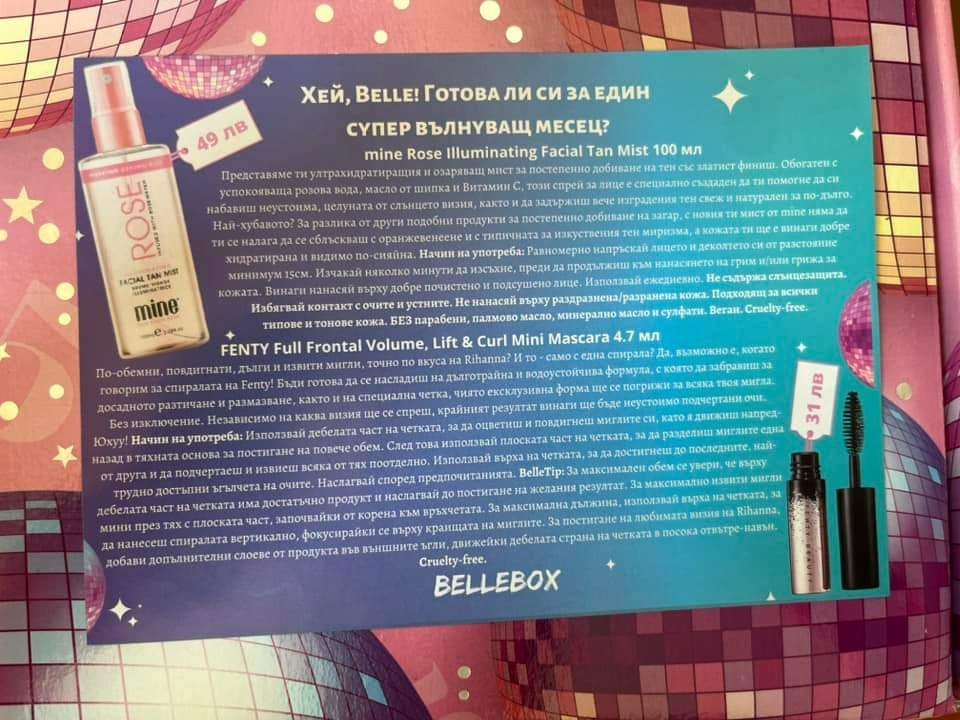 Хей, Belle! Готова ли си за един
супер вълнуващ месец?
mine Rose Illuminating Facial Tan Mist 100 мл
Представяме ти ултрахидратиращия и озаряващ мист за постепенно добиване на тен със златист финиш. Обогатен с
успокояваща розова вода, масло от шипка и Витамин С, този спрей за лице е специално създаден да ти помогне да си
набавиш неустоима, целуната от слънцето визия, както и да задържиш вече изградения тен свеж и натурален за по-дълго.
Най-хубавото? За разлика от други подобни продукти за постепенно добиване на загар, с новия ти мист от mine няма да
ти се налага да се сблъскваш с оранжевенеене и с типичната за изкуствения тен миризма, а кожата ти ще е винаги добре
хидратирана и видимо по-сияйна. Начин на употреба: Равномерно напръскай лицето и деколтето си от разстояние
минимум 15см. Изчакай няколко минути да изсъхне, преди да продължиш към нанасянето на грим и/или грижа за
кожата. Винаги нанасяй върху добре почистено и подсушено лице. Използвай ежедневно. Не съдържа слънцезащита.
Избягвай контакт с очите и устните. Не нанасяй върху раздразнена/разранена кожа. Подходящ за всички
типове и тонове кожа. БЕЗ парабени, палмово масло, минерално масло и сулфати. Веган. Cruelty-free.
FENTY Full Frontal Volume, Lift & Curl Mini Mascara 4.7 мл
По-обемни, повдигнати, дълги и извити мигли, точно по вкуса на Rihanna? И то - само с една спирала? Да, възможно е, когато
говорим за спиралата на Fenty! Бъди готова да се насладиш на дълготрайна и водоустойчива формула, с която да забравиш за
досадното разтичане и размазване, както и на специална четка, чиято ексклузивна форма ще се погрижи за всяка твоя мигла.
Без изключение. Независимо на каква визия ще се спреш, крайният резултат винаги ще бъде неустоимо подчертани очи.
Юхуу! Начин на употреба: Използвай дебелата част на четката, за да оцветиш и повдигнеш миглите си, като я движиш напред-
назад в тяхната основа за постигане на повече обем. След това използвай плоската част на четката, за да разделиш миглите една
от друга и да подчертаеш и извиеш всяка от тях поотделно. Използвай върха на четката, за да достигнеш до последните, най-
трудно достъпни ъгълчета на очите. Наслагвай според предпочитанията. BelleTip: За максимален обем се увери, че върху
дебелата част на четката има достатъчно продукт и наслагвай до постигане на желания резултат. За максимално извити мигли
мини през тях с плоската част, започвайки от корена към връхчетата. За максимална дължина, използвай върха на четката, за
да нанесеш спиралата вертикално, фокусирайки се върху краищата на миглите. За постигане на любимата визия на Rihanna,
добави допълнителни слоеве от продукта във външните ъгли, движейки дебелата страна на четката в посока отвътре-навън.
Cruelty-free.
BELLEBOX
49 лв
ROSE
FACIAL TAN MIST
mine
31 лв